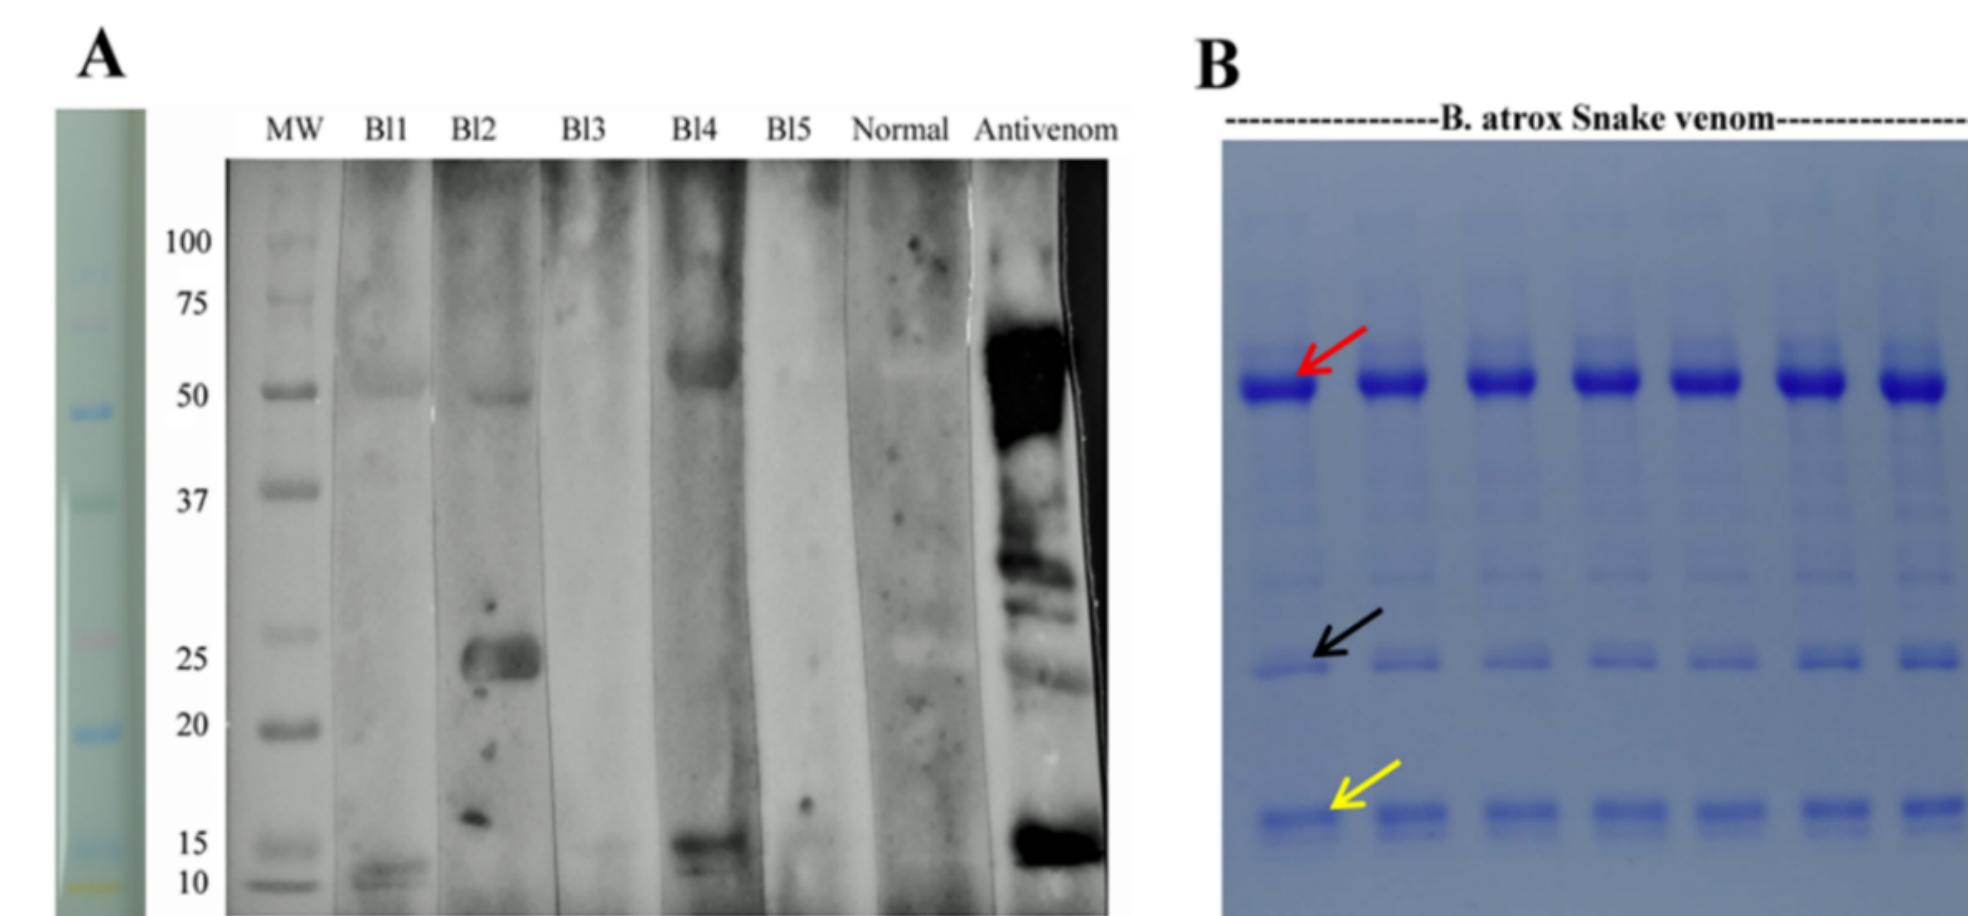 A
MW Bl1 Bl2 Bl3 Bl4 Bl5 Normal Antivenom
100
75
50
37
25
20
15
10
B
------------------B. atrox Snake venom----------------